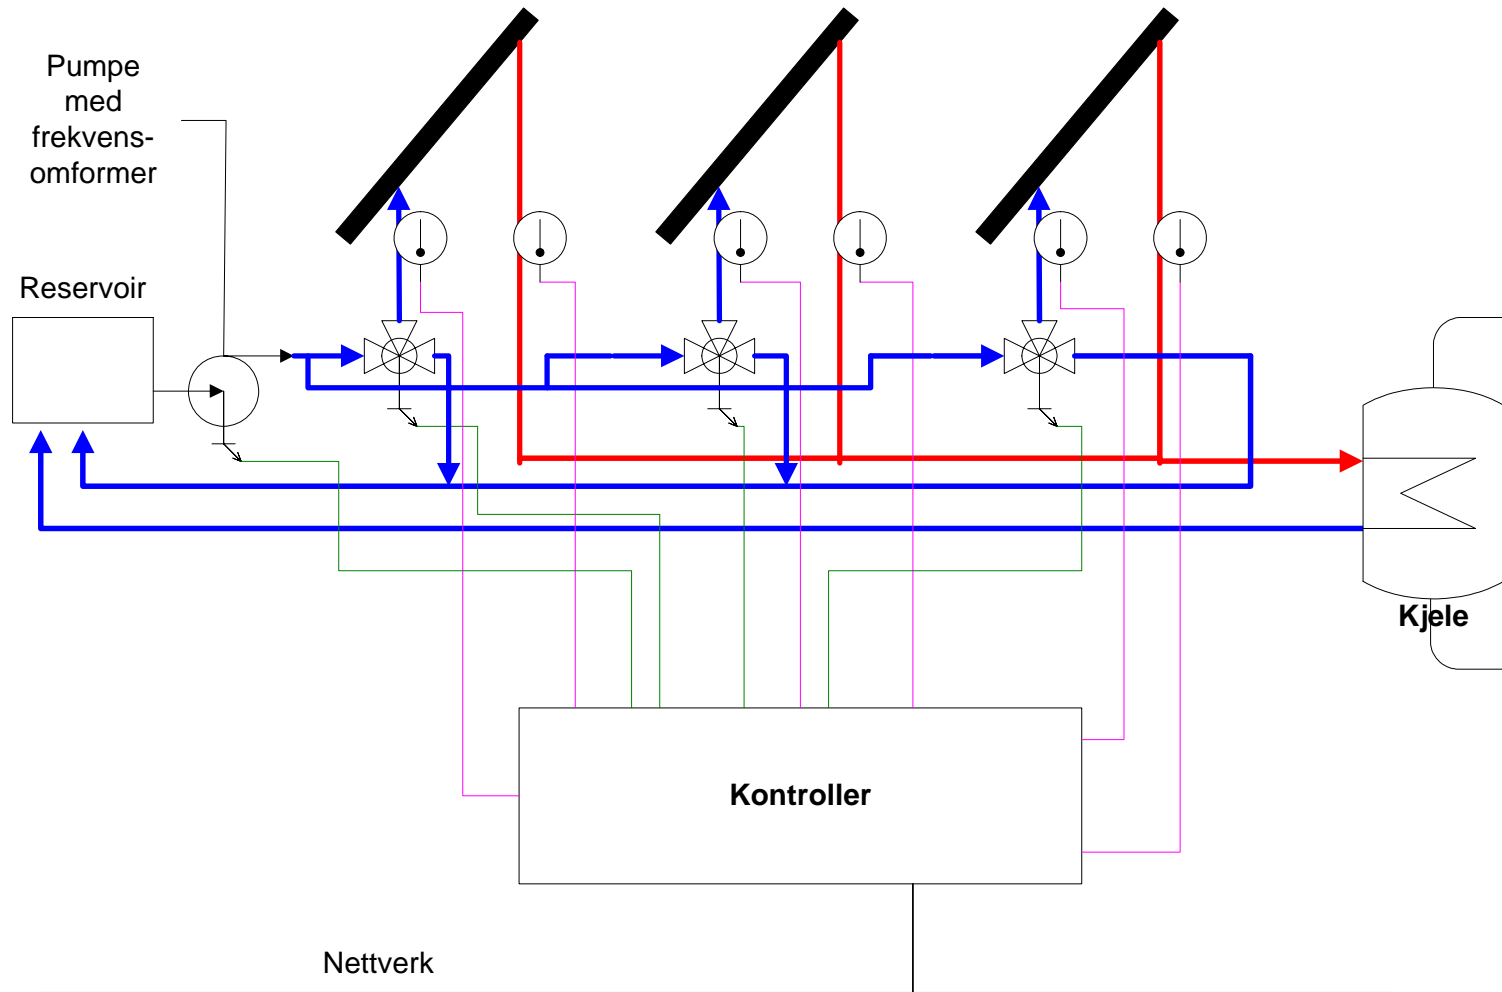 Pumpe
med
frekvens-
omformer
Reservoir
Kjele
Kontroller
Nettverk